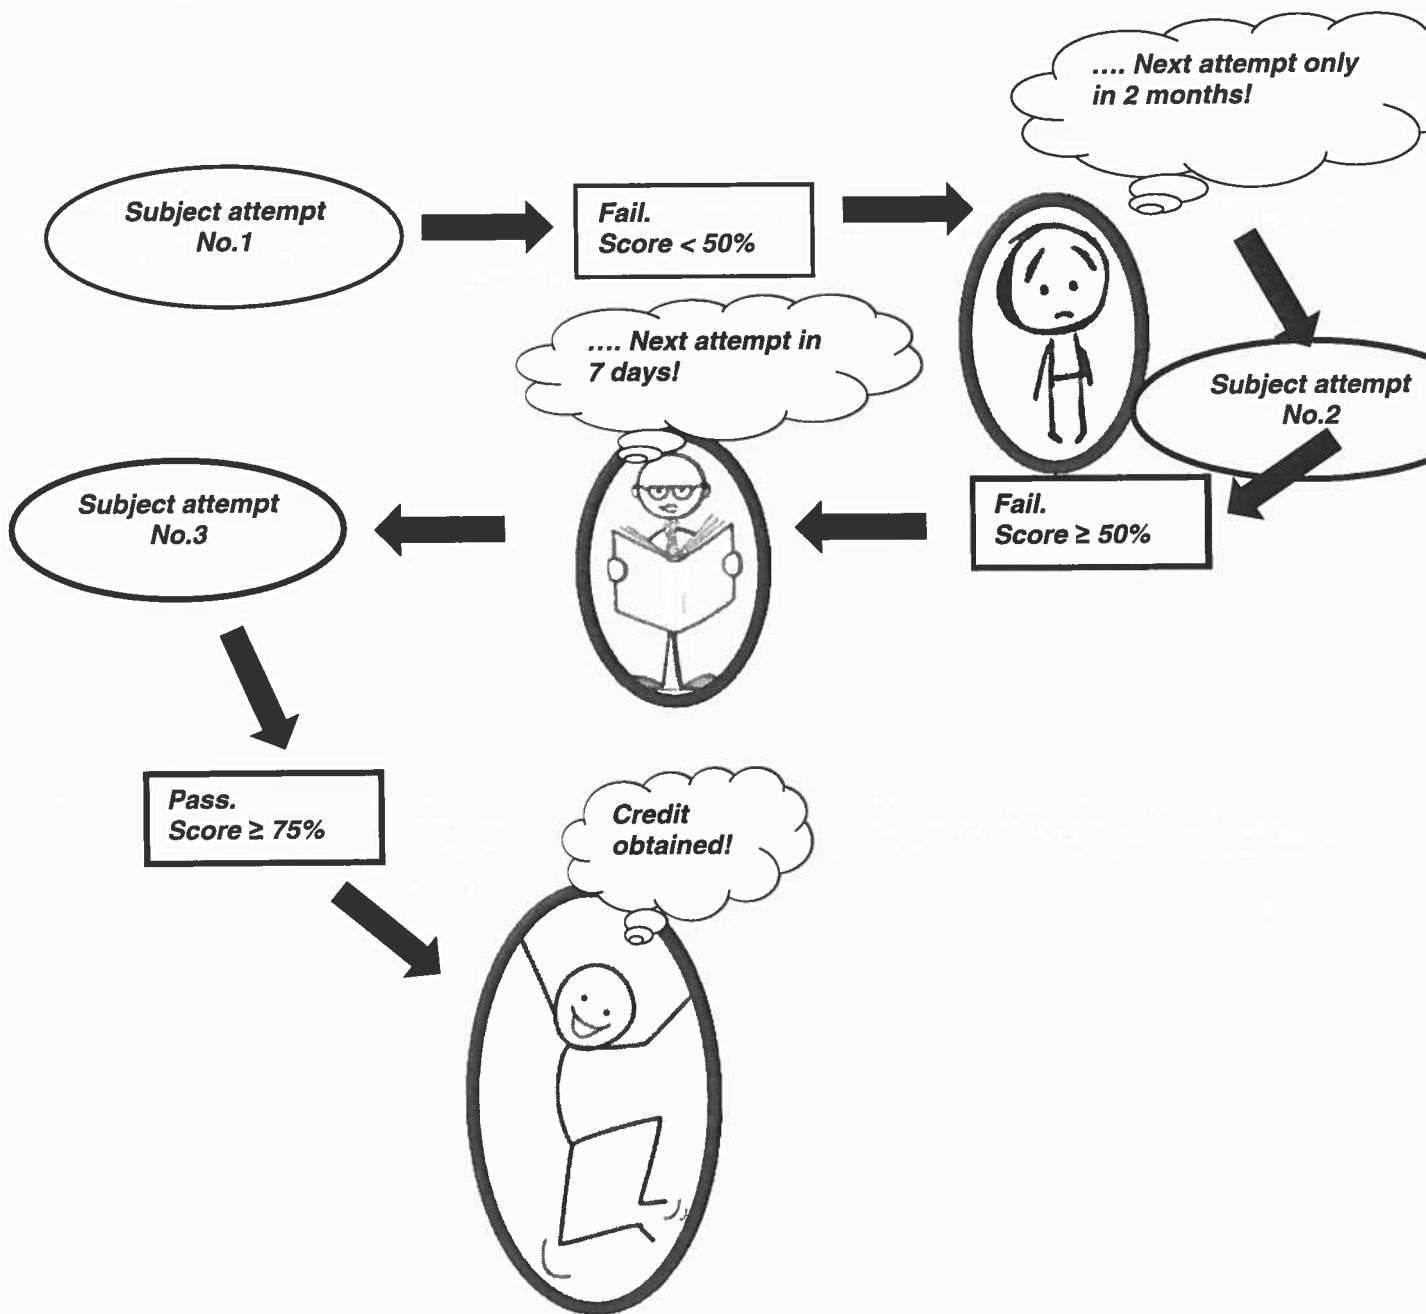 Subject attempt
No.1
Fail.
Score < 50%
.... Next attempt only
in 2 months!
Subject attempt
No.2
Fail.
Score ≥ 50%
.... Next attempt in
7 days!
Subject attempt
No.3
Pass.
Score ≥ 75%
Credit
obtained!